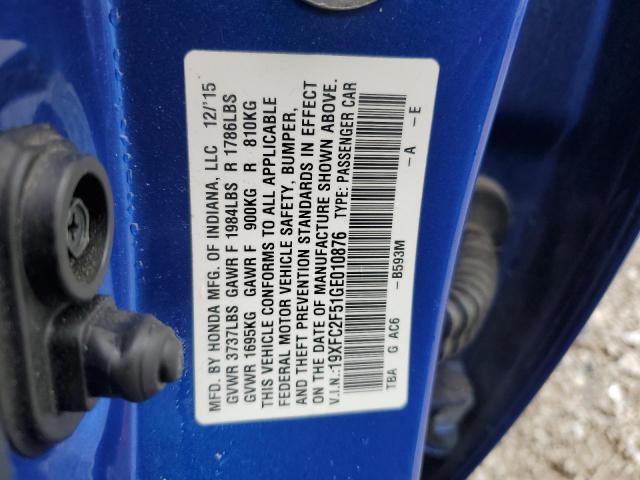 MFD. BY HONDA MFG. OF INDIANA, LLC 12/'15
GVWR 3737LBS GAWR F 1984LBS R 1786LBS
GVWR 1695KG GAWR F 900KG R 810KG
THIS VEHICLE CONFORMS TO ALL APPLICABLE
FEDERAL MOTOR VEHICLE SAFETY, BUMPER,
AND THEFT PREVENTION STANDARDS IN EFFECT
ON THE DATE OF MANUFACTURE SHOWN ABOVE.
V.I.N.:19XFC2F51GE010876 TYPE: PASSENGER CAR
TBA G AC6 -B593M -A -E